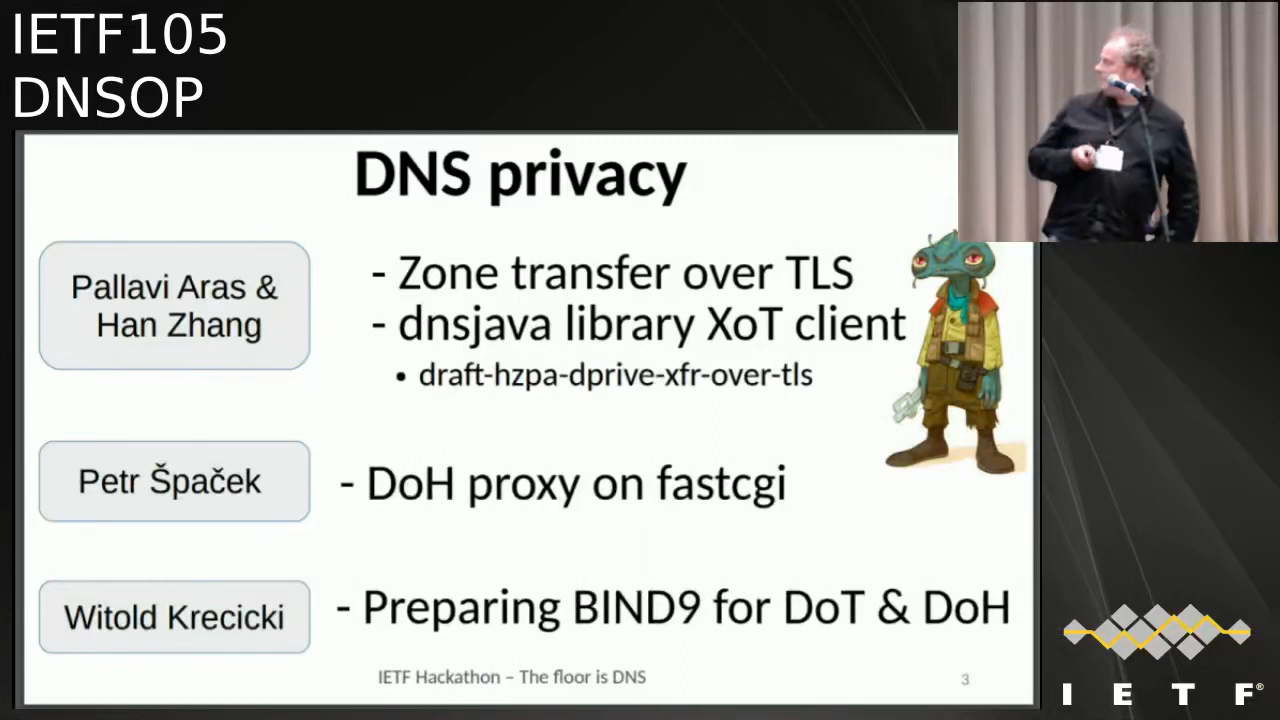 IETF105
DNSOP
DNS privacy
Pallavi Aras &
Han Zhang
- Zone transfer over TLS
- dnsjava library XoT client
• draft-hzpa-dprive-xfr-over-tls
Petr Špaček
- DoH proxy on fastcgi
Witold Krecicki
- Preparing BIND9 for DoT & DoH
IETF Hackathon – The floor is DNS
3
I E T F®